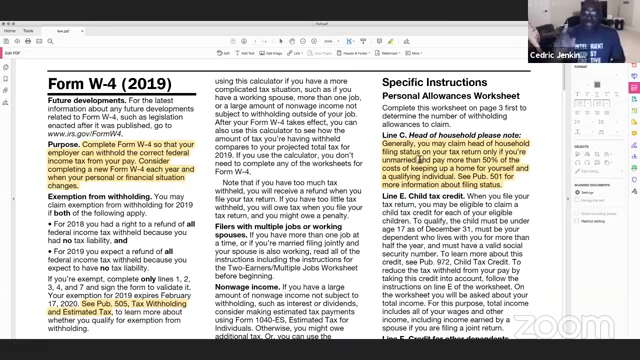 fw4.pdf
fw4.pdf
Edit PDF
Edit Text & Images
Add Text
Add Image
Link
Header & Footer
Watermark
Cedric Jenkin...
Form W-4 (2019)
Future developments. For the latest
information about any future developments
related to Form W-4, such as legislation
enacted after it was published, go to
www.irs.gov/FormW4.
Purpose. Complete Form W-4 so that your
employer can withhold the correct federal
income tax from your pay. Consider
completing a new Form W-4 each year and
when your personal or financial situation
changes.
Exemption from withholding. You may
claim exemption from withholding for 2019
if both of the following apply.
• For 2018 you had a right to a refund of all
federal income tax withheld because you
had no tax liability, and
• For 2019 you expect a refund of all
federal income tax withheld because you
expect to have no tax liability.
If you're exempt, complete only lines 1, 2,
3, 4, and 7 and sign the form to validate it.
Your exemption for 2019 expires February
17, 2020. See Pub. 505, Tax Withholding
and Estimated Tax, to learn more about
whether you qualify for exemption from
withholding.
using this calculator if you have a more
complicated tax situation, such as if you
have a working spouse, more than one job,
or a large amount of nonwage income not
subject to withholding outside of your job.
After your Form W-4 takes effect, you can
also use this calculator to see how the
amount of tax you're having withheld
compares to your projected total tax for
2019. If you use the calculator, you don't
need to complete any of the worksheets for
Form W-4.
Note that if you have too much tax
withheld, you will receive a refund when you
file your tax return. If you have too little tax
withheld, you will owe tax when you file your
tax return, and you might owe a penalty.
Filers with multiple jobs or working
spouses. If you have more than one job at
a time, or if you're married filing jointly and
your spouse is also working, read all of the
instructions including the instructions for
the Two-Earners/Multiple Jobs Worksheet
before beginning.
Nonwage income. If you have a large
amount of nonwage income not subject to
withholding, such as interest or dividends,
consider making estimated tax payments
using Form 1040-ES, Estimated Tax for
Individuals. Otherwise, you might owe
additional tax. Or, you can use the
Specific Instructions
Personal Allowances Worksheet
Complete this worksheet on page 3 first to
determine the number of withholding
allowances to claim.
Line C. Head of household please note:
Generally, you may claim head of household
filing status on your tax return only if you're
unmarried and pay more than 50% of the
costs of keeping up a home for yourself and
a qualifying individual. See Pub. 501 for
more information about filing status.
Line E. Child tax credit. When you file your
tax return, you may be eligible to claim a
child tax credit for each of your eligible
children. To qualify, the child must be under
age 17 as of December 31, must be your
dependent who lives with you for more than
half the year, and must have a valid social
security number. To learn more about this
credit, see Pub. 972, Child Tax Credit. To
reduce the tax withheld from your pay by
taking this credit into account, follow the
instructions on line E of the worksheet. On
the worksheet you will be asked about your
total income. For this purpose, total income
includes all of your wages and other
income, including income earned by a
spouse if you are filing a joint return.
Line F. Credit for other dependents.
zoom